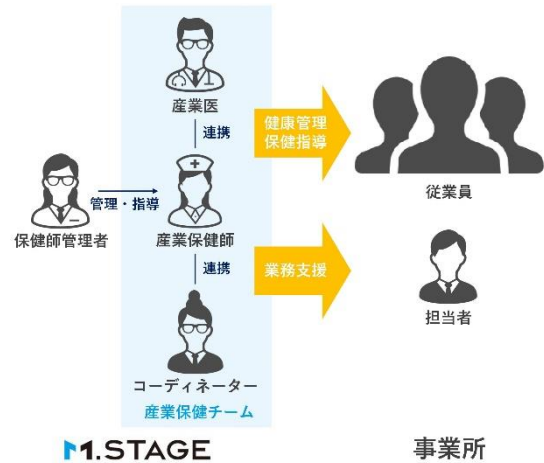 産業医
連携
健康管理
保健指導
従業員
管理・指導
保健師管理者
産業保健師
連携
業務支援
担当者
コーディネーター
産業保健チーム
M.STAGE
事業所